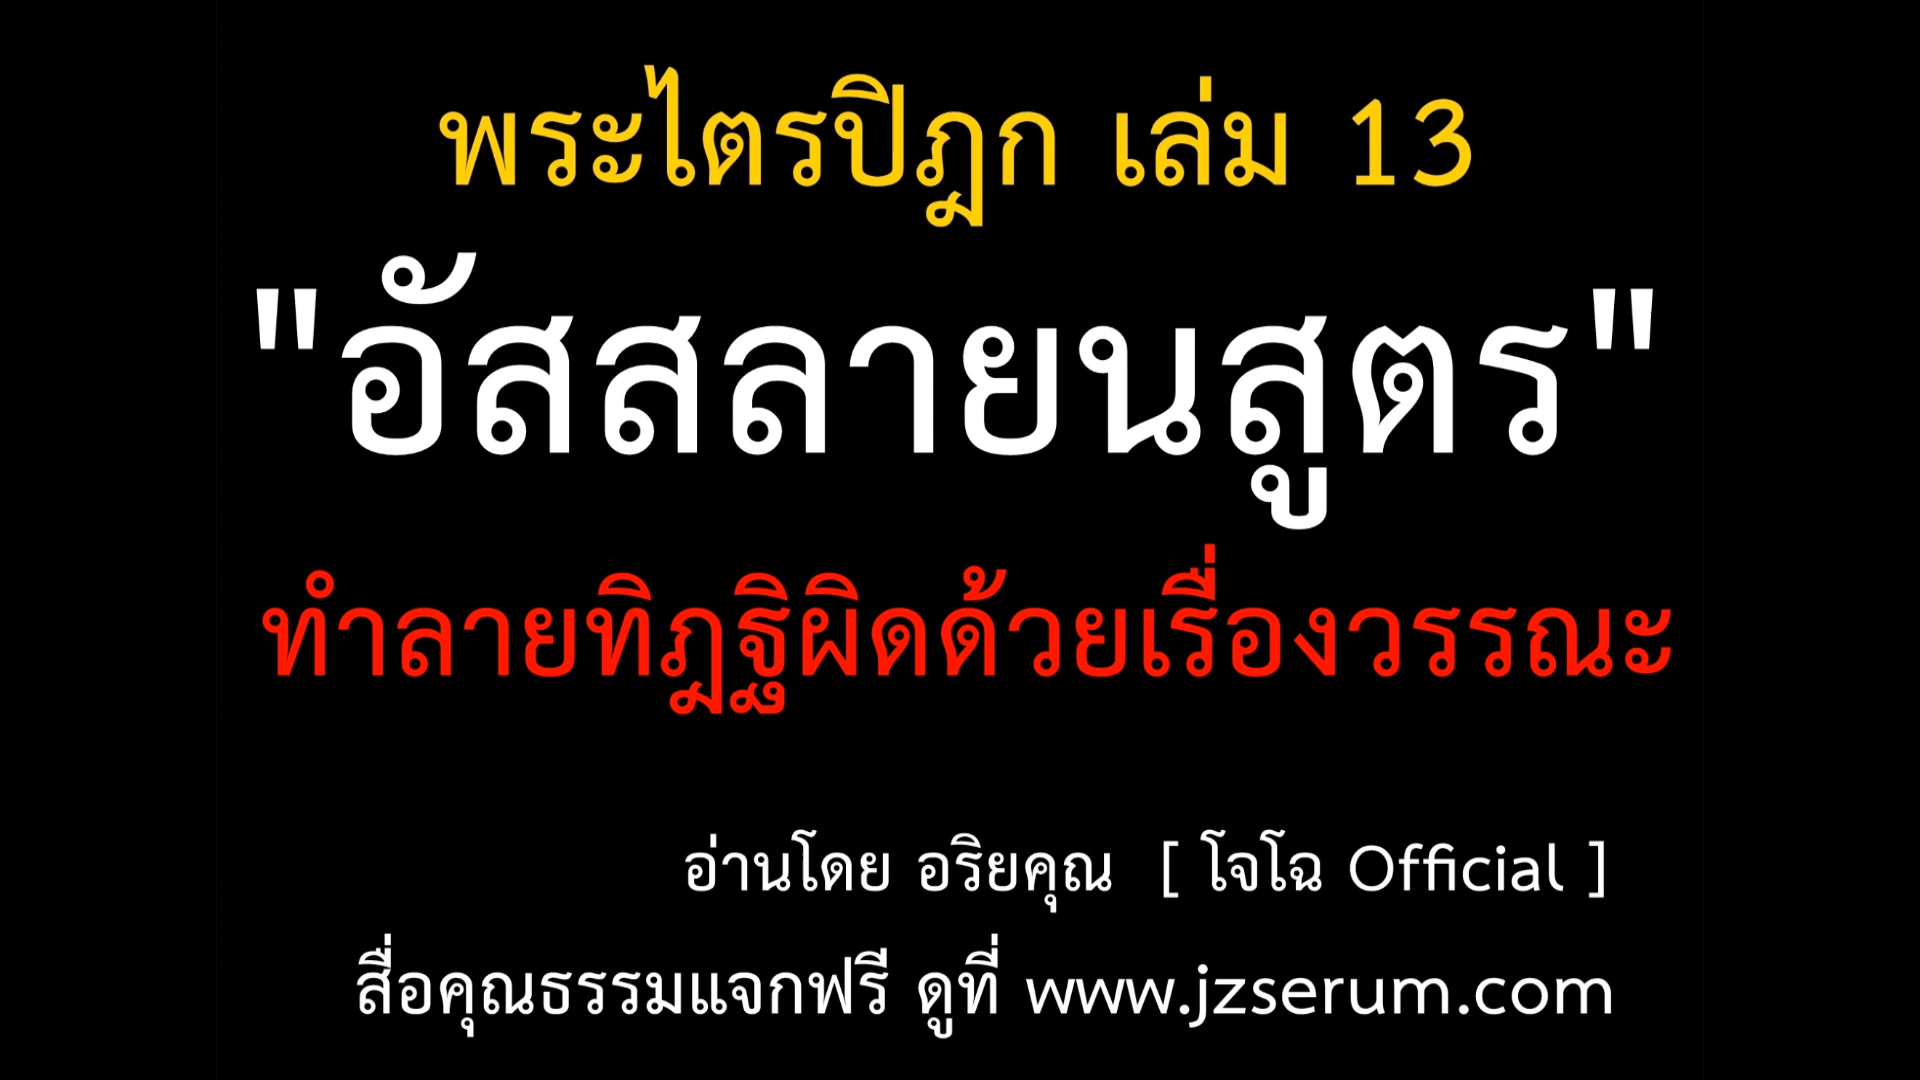 พระไตรปิฎก เล่ม 13
"อัสสลายนสูตร"
ทำลายทิฎฐิผิดด้วยเรื่องวรรณะ
อ่านโดย อริยคุณ [ โจโฉ Official ]
สื่อคุณธรรมแจกฟรี ดูที่ www.jzserum.com